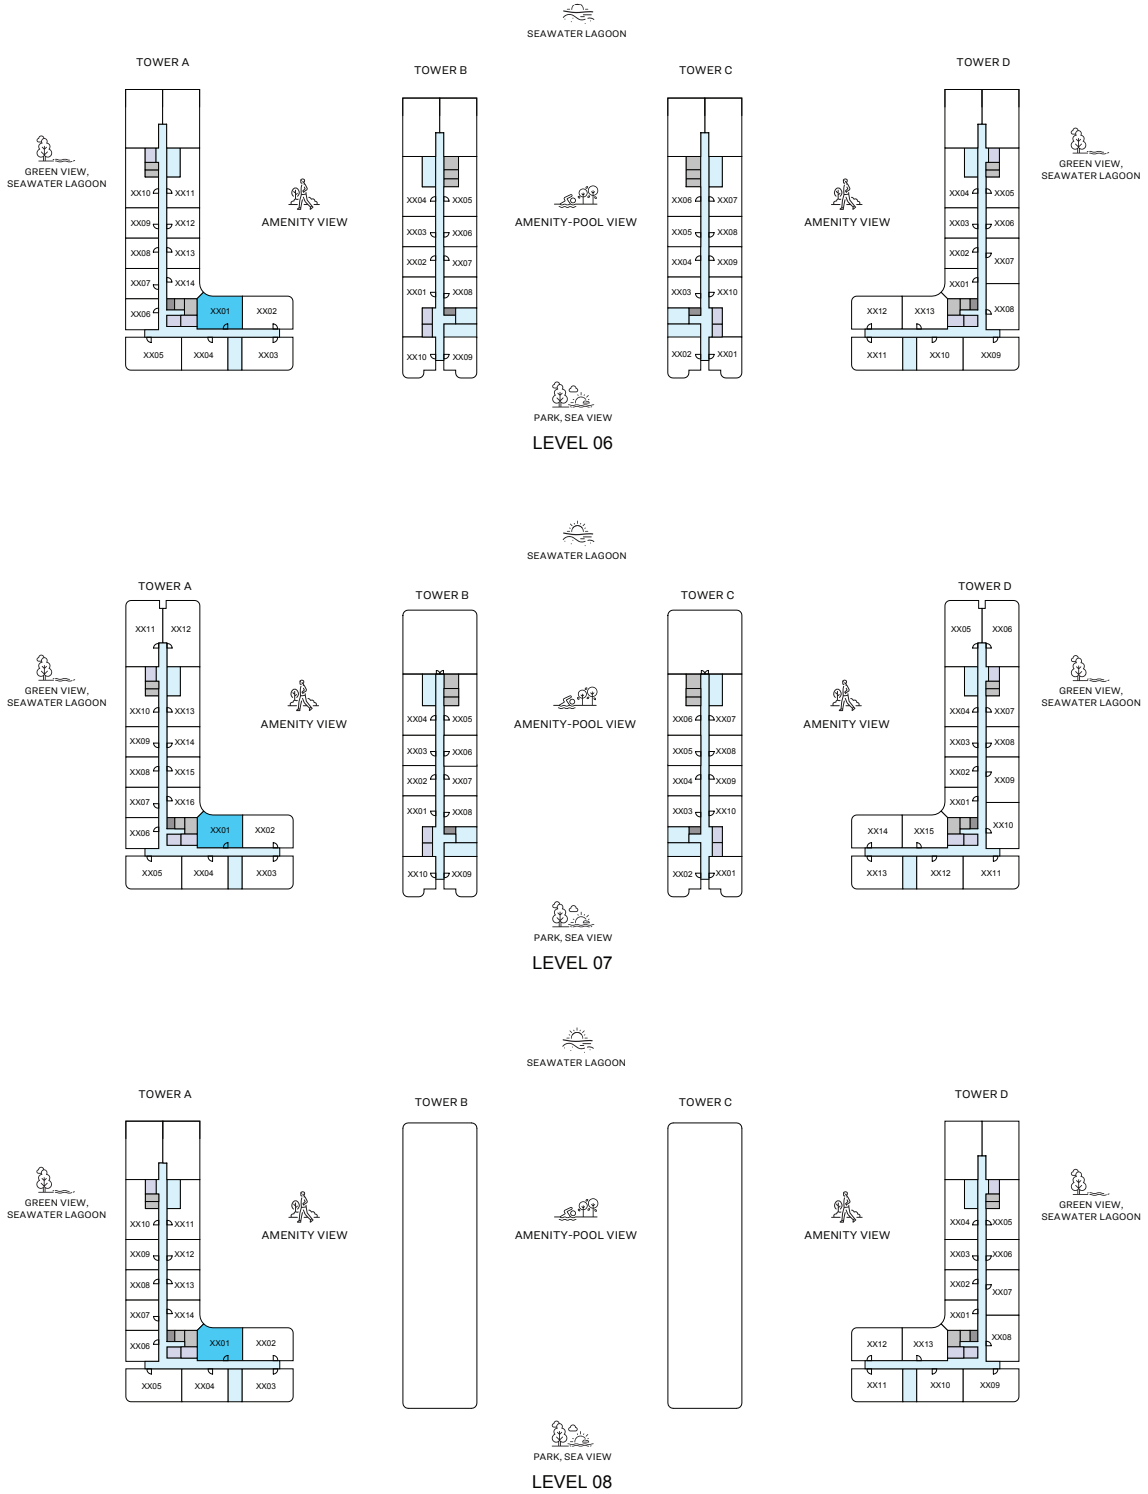 SEAWATER LAGOON
TOWER A
TOWER B
TOWER C
TOWER D
GREEN VIEW,
SEAWATER LAGOON
AMENITY VIEW
AMENITY-POOL VIEW
AMENITY VIEW
GREEN VIEW,
SEAWATER LAGOON
XX10 XX11
XX09 XX12
XX08 XX13
XX07 XX14
XX06 XX01 XX02
XX05 XX04 XX03
XX04 XX05
XX03 XX06
XX02 XX07
XX01 XX08
XX10 XX09
XX06 XX07
XX05 XX08
XX04 XX09
XX03 XX10
XX02 XX01
XX04 XX05
XX03 XX06
XX02 XX07
XX01
XX12 XX13 XX08
XX11 XX10 XX09
PARK, SEA VIEW
LEVEL 06
SEAWATER LAGOON
TOWER A
TOWER B
TOWER C
TOWER D
GREEN VIEW,
SEAWATER LAGOON
AMENITY VIEW
AMENITY-POOL VIEW
AMENITY VIEW
GREEN VIEW,
SEAWATER LAGOON
XX11 XX12
XX10 XX13
XX09 XX14
XX08 XX15
XX07 XX16
XX06 XX01 XX02
XX05 XX04 XX03
XX04 XX05
XX03 XX06
XX02 XX07
XX01 XX08
XX10 XX09
XX06 XX07
XX05 XX08
XX04 XX09
XX03 XX10
XX02 XX01
XX05 XX06
XX04 XX07
XX03 XX08
XX02 XX09
XX01
XX14 XX15 XX10
XX13 XX12 XX11
PARK, SEA VIEW
LEVEL 07
SEAWATER LAGOON
TOWER A
TOWER B
TOWER C
TOWER D
GREEN VIEW,
SEAWATER LAGOON
AMENITY VIEW
AMENITY-POOL VIEW
AMENITY VIEW
GREEN VIEW,
SEAWATER LAGOON
XX10 XX11
XX09 XX12
XX08 XX13
XX07 XX14
XX06 XX01 XX02
XX05 XX04 XX03
XX04 XX05
XX03 XX06
XX02 XX07
XX01
XX12 XX13 XX08
XX11 XX10 XX09
PARK, SEA VIEW
LEVEL 08